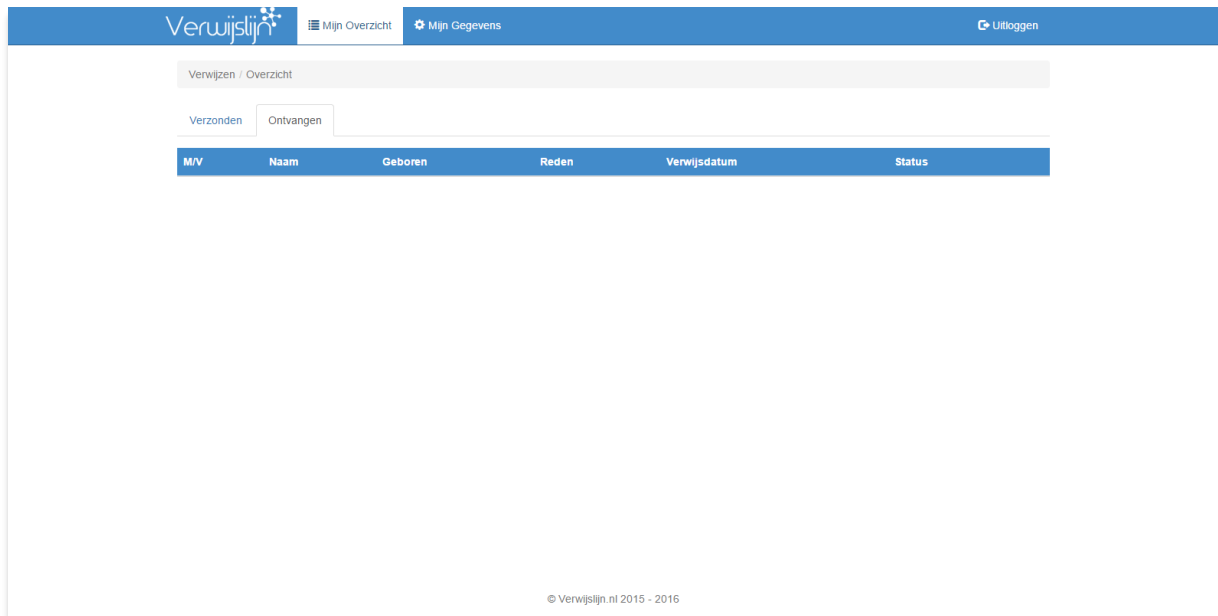 Verwijslijn Mijn Overzicht Mijn Gegevens Uitloggen
Verwijzen / Overzicht
Verzonden Ontvangen
M/V Naam Geboren Reden Verwijsdatum Status
© Verwijslijn.nl 2015 - 2016